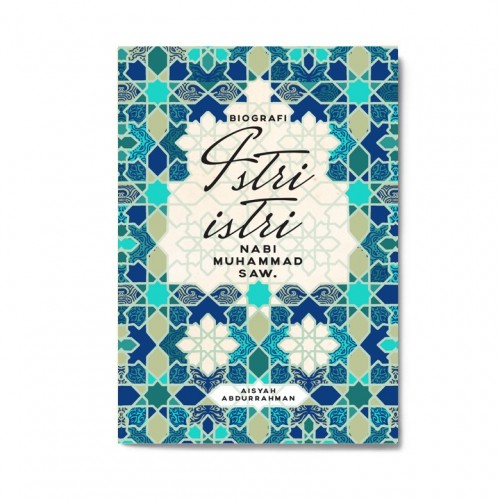 BIOGRAFI
Istri
istri
NABI
MUHAMMAD
SAW.
AISYAH
ABDURRAHMAN